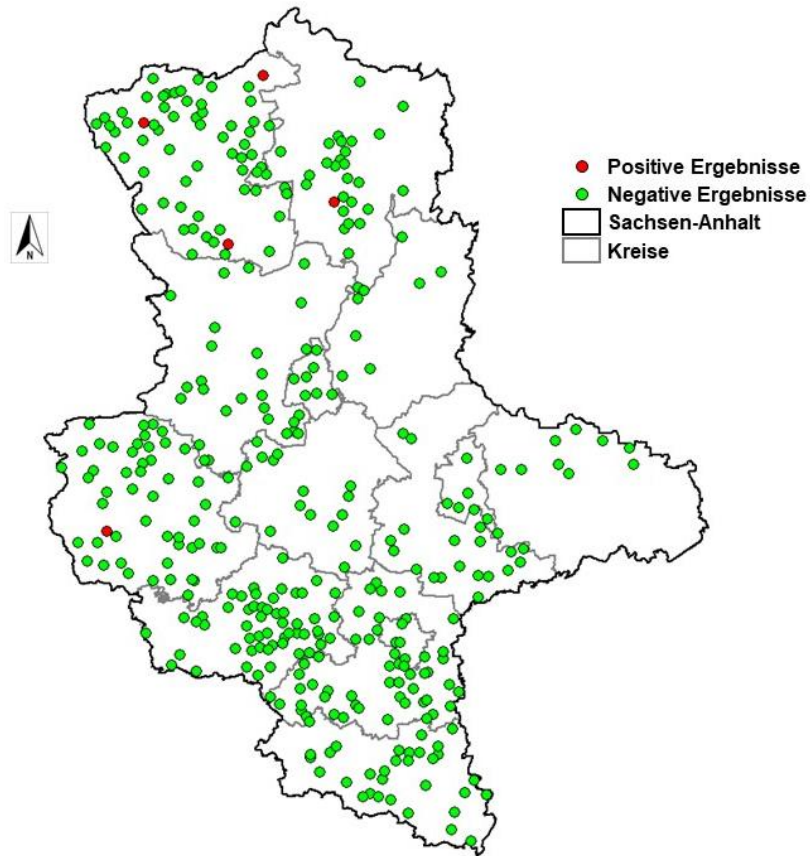 Positive Ergebnisse
Negative Ergebnisse
Sachsen-Anhalt
Kreise
N